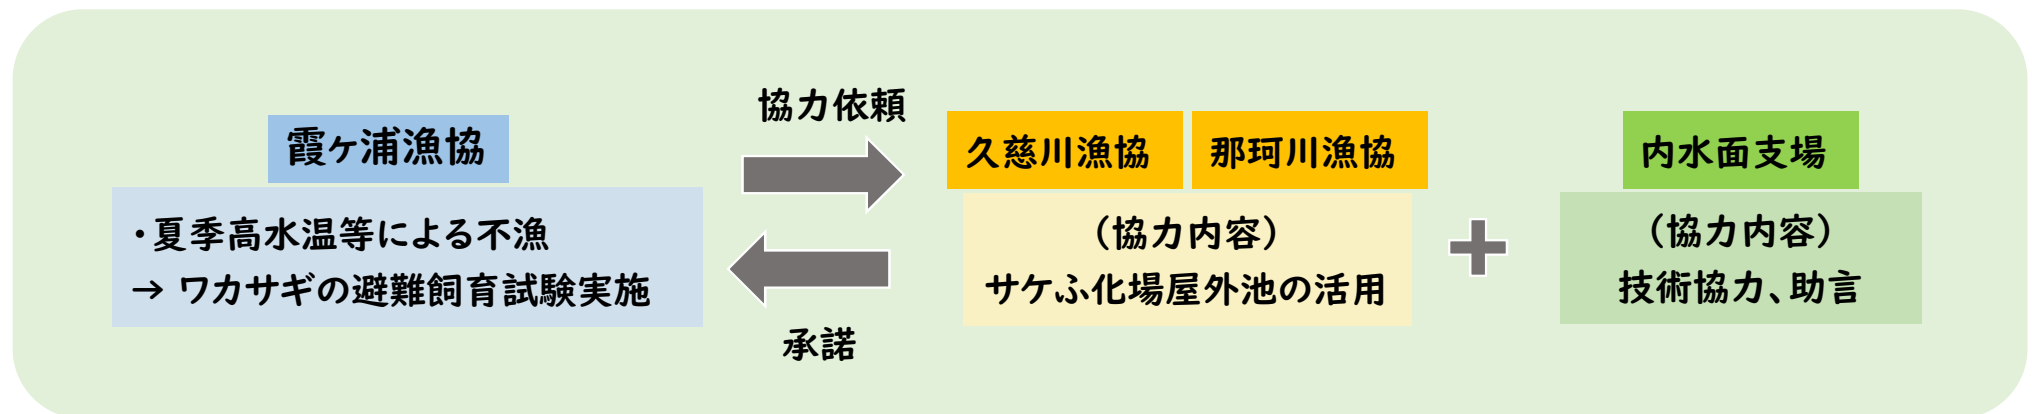 霞ヶ浦漁協
・夏季高水温等による不漁
→ ワカサギの避難飼育試験実施
協力依頼
承諾
久慈川漁協
那珂川漁協
（協力内容）
サケふ化場屋外池の活用
内水面支場
（協力内容）
技術協力、助言